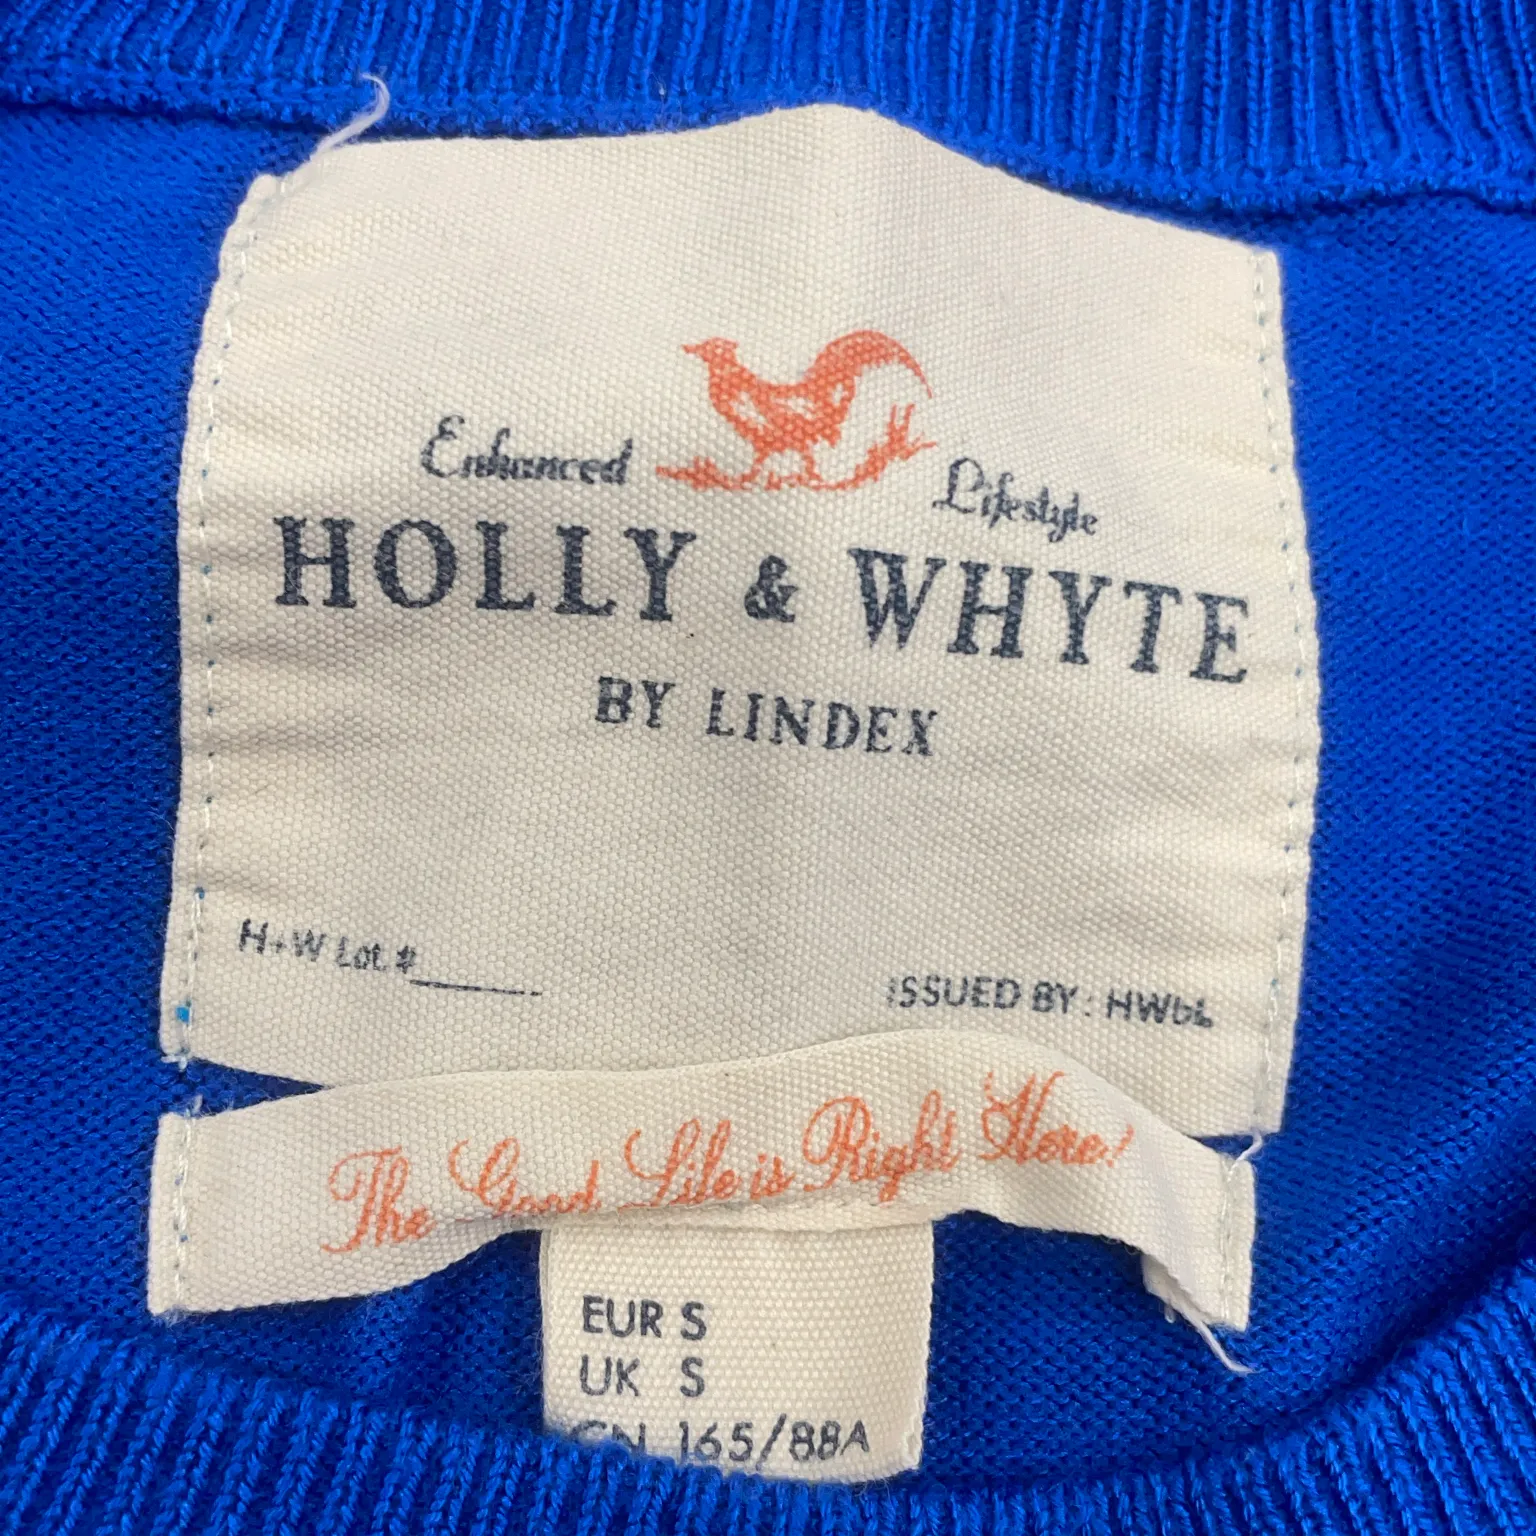 Enhanced Lifestyle
HOLLY & WHYTE
BY LINDEX
H+W Lot. #
ISSUED BY: HWbL
The Good Life is Right Here!
EUR S
UK S
CN 165/88A